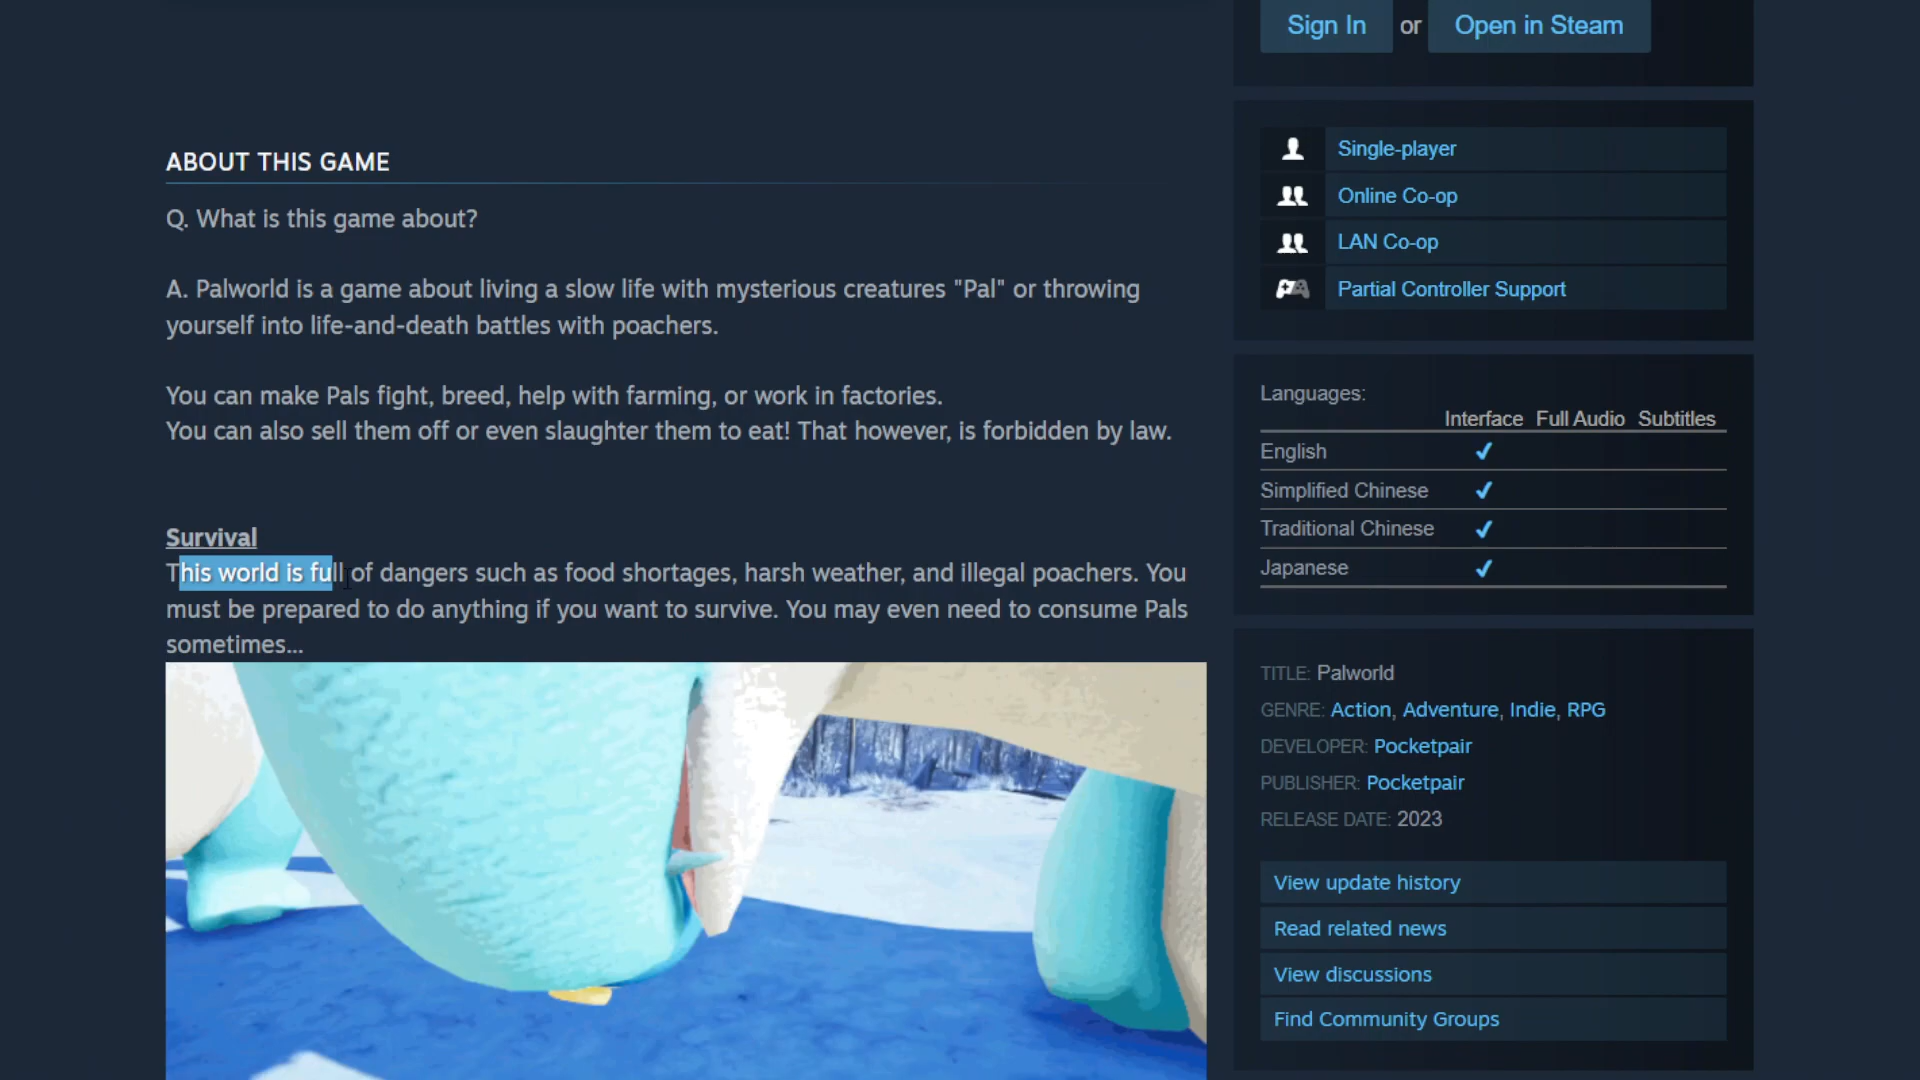 Sign In or Open in Steam
ABOUT THIS GAME
Q. What is this game about?
A. Palworld is a game about living a slow life with mysterious creatures "Pal" or throwing
yourself into life-and-death battles with poachers.
You can make Pals fight, breed, help with farming, or work in factories.
You can also sell them off or even slaughter them to eat! That however, is forbidden by law.
Survival
This world is full of dangers such as food shortages, harsh weather, and illegal poachers. You
must be prepared to do anything if you want to survive. You may even need to consume Pals
sometimes...
Single-player
Online Co-op
LAN Co-op
Partial Controller Support
Languages:
Interface Full Audio Subtitles
English
Simplified Chinese
Traditional Chinese
Japanese
TITLE: Palworld
GENRE: Action, Adventure, Indie, RPG
DEVELOPER: Pocketpair
PUBLISHER: Pocketpair
RELEASE DATE: 2023
View update history
Read related news
View discussions
Find Community Groups